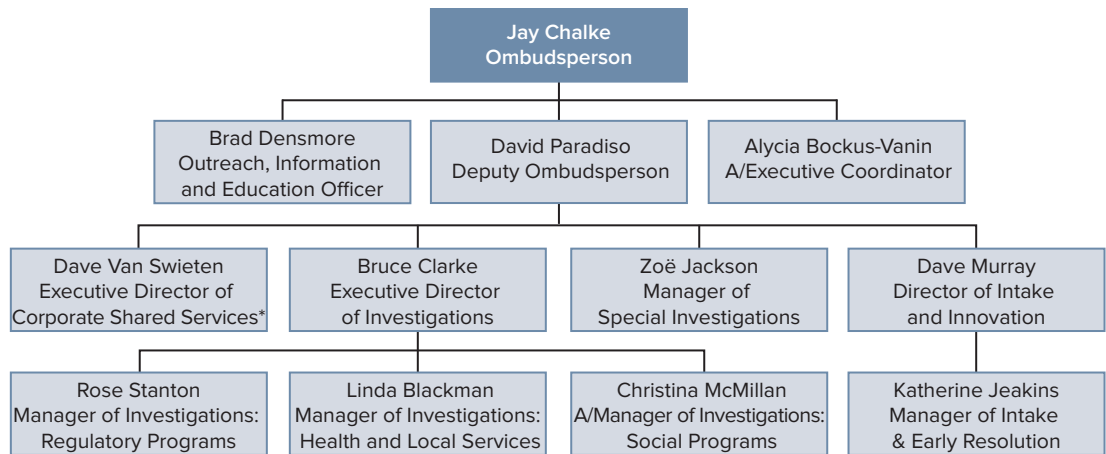 Jay Chalke
Ombudsperson
Brad Densmore
Outreach, Information
and Education Officer
David Paradiso
Deputy Ombudsperson
Alycia Bockus-Vanin
A/Executive Coordinator
Dave Van Swieten
Executive Director of
Corporate Shared Services*
Bruce Clarke
Executive Director
of Investigations
Zoë Jackson
Manager of
Special Investigations
Dave Murray
Director of Intake
and Innovation
Rose Stanton
Manager of Investigations:
Regulatory Programs
Linda Blackman
Manager of Investigations:
Health and Local Services
Christina McMillan
A/Manager of Investigations:
Social Programs
Katherine Jeakins
Manager of Intake
& Early Resolution